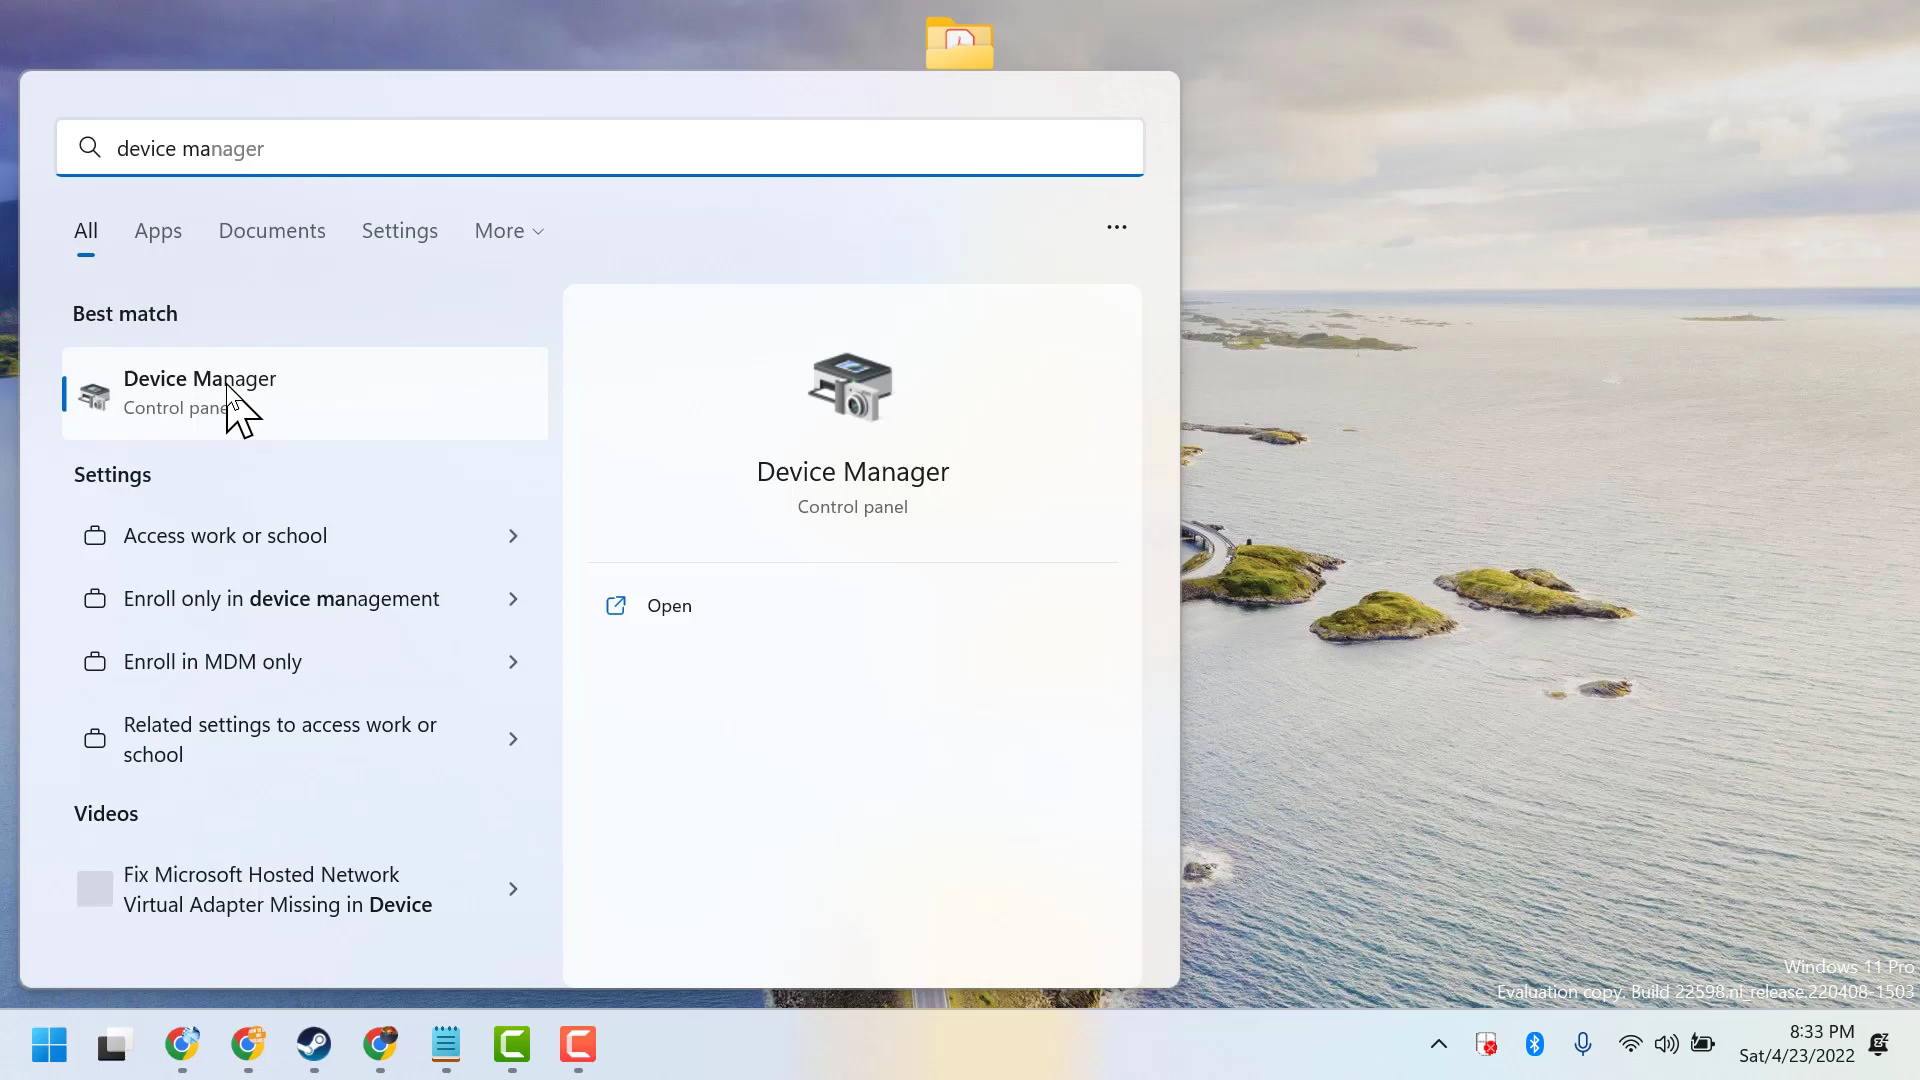 device manager
All Apps Documents Settings More
Best match
Device Manager
Control panel
Settings
Access work or school
Enroll only in device management
Enroll in MDM only
Related settings to access work or
school
Videos
Fix Microsoft Hosted Network
Virtual Adapter Missing in Device
Device Manager
Control panel
Open
Windows 11 Pro
Evaluation copy. Build 22598.ni_release.220408-1503
8:33 PM
Sat/4/23/2022